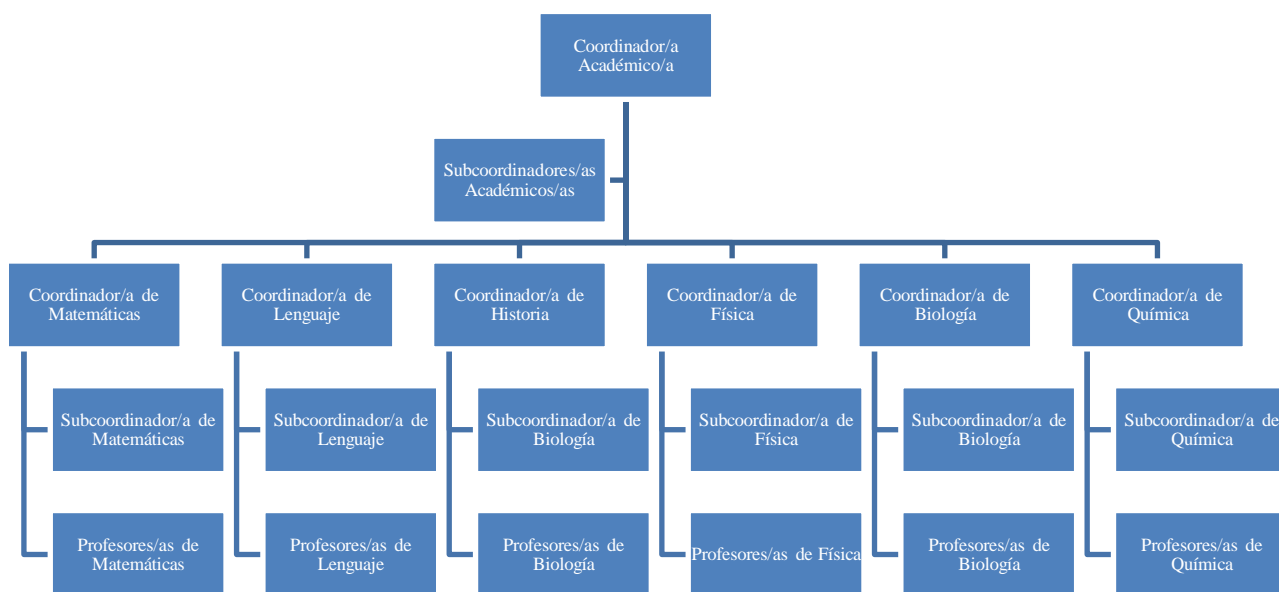 Coordinador/a
Académico/a
Subcoordinadores/as
Académicos/as
Coordinador/a de
Matemáticas
Coordinador/a de
Lenguaje
Coordinador/a de
Historia
Coordinador/a de
Física
Coordinador/a de
Biología
Coordinador/a de
Química
Subcoordinador/a de
Matemáticas
Subcoordinador/a de
Lenguaje
Subcoordinador/a de
Biología
Subcoordinador/a de
Física
Subcoordinador/a de
Biología
Subcoordinador/a de
Química
Profesores/as de
Matemáticas
Profesores/as de
Lenguaje
Profesores/as de
Biología
Profesores/as de Física
Profesores/as de
Biología
Profesores/as de
Química